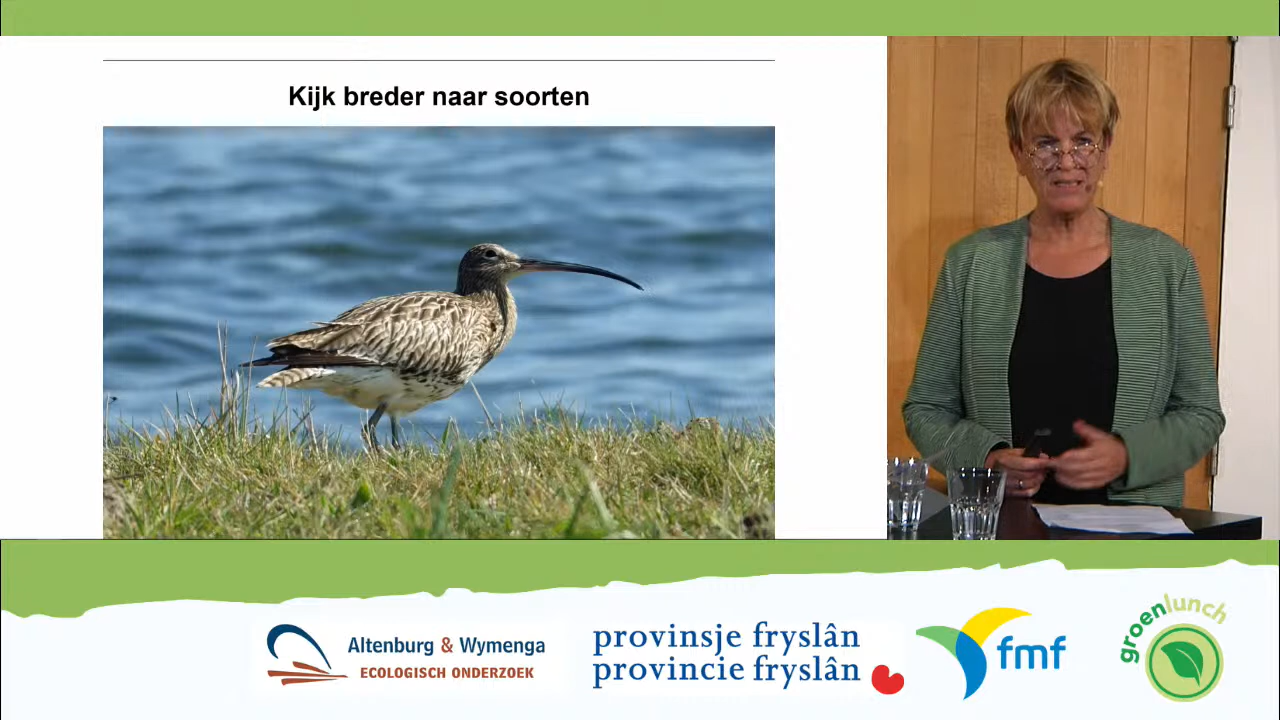 Kijk breder naar soorten
Altenburg & Wymenga
ECOLOGISCH ONDERZOEK
provinsje fryslân
provincie fryslân
fmf
groenlunch